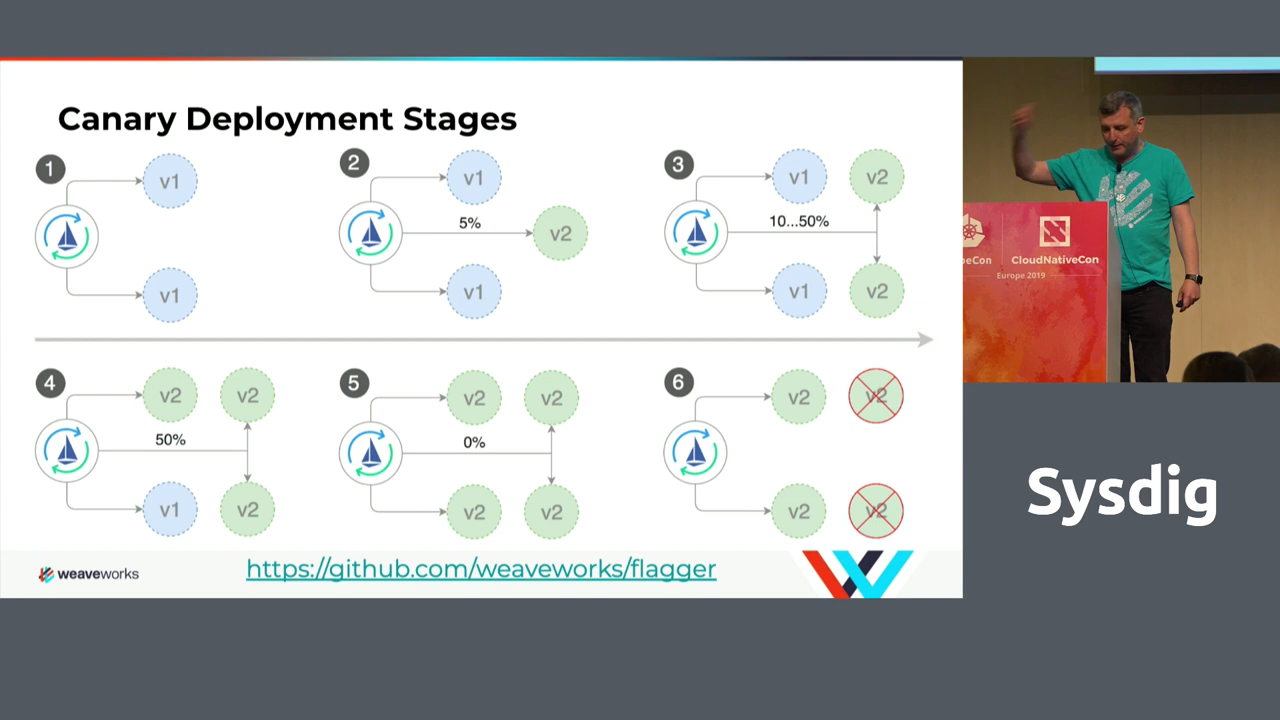 Canary Deployment Stages
1
v1
v1
2
v1
5%
v2
v1
3
v1
v2
10...50%
v1
v2
4
v2
v2
50%
v1
v2
5
v2
v2
0%
v2
v2
6
v2
v2
v2
v2
weaveworks
https://github.com/weaveworks/flagger
CloudNativeCon
Europe 2019
Sysdig